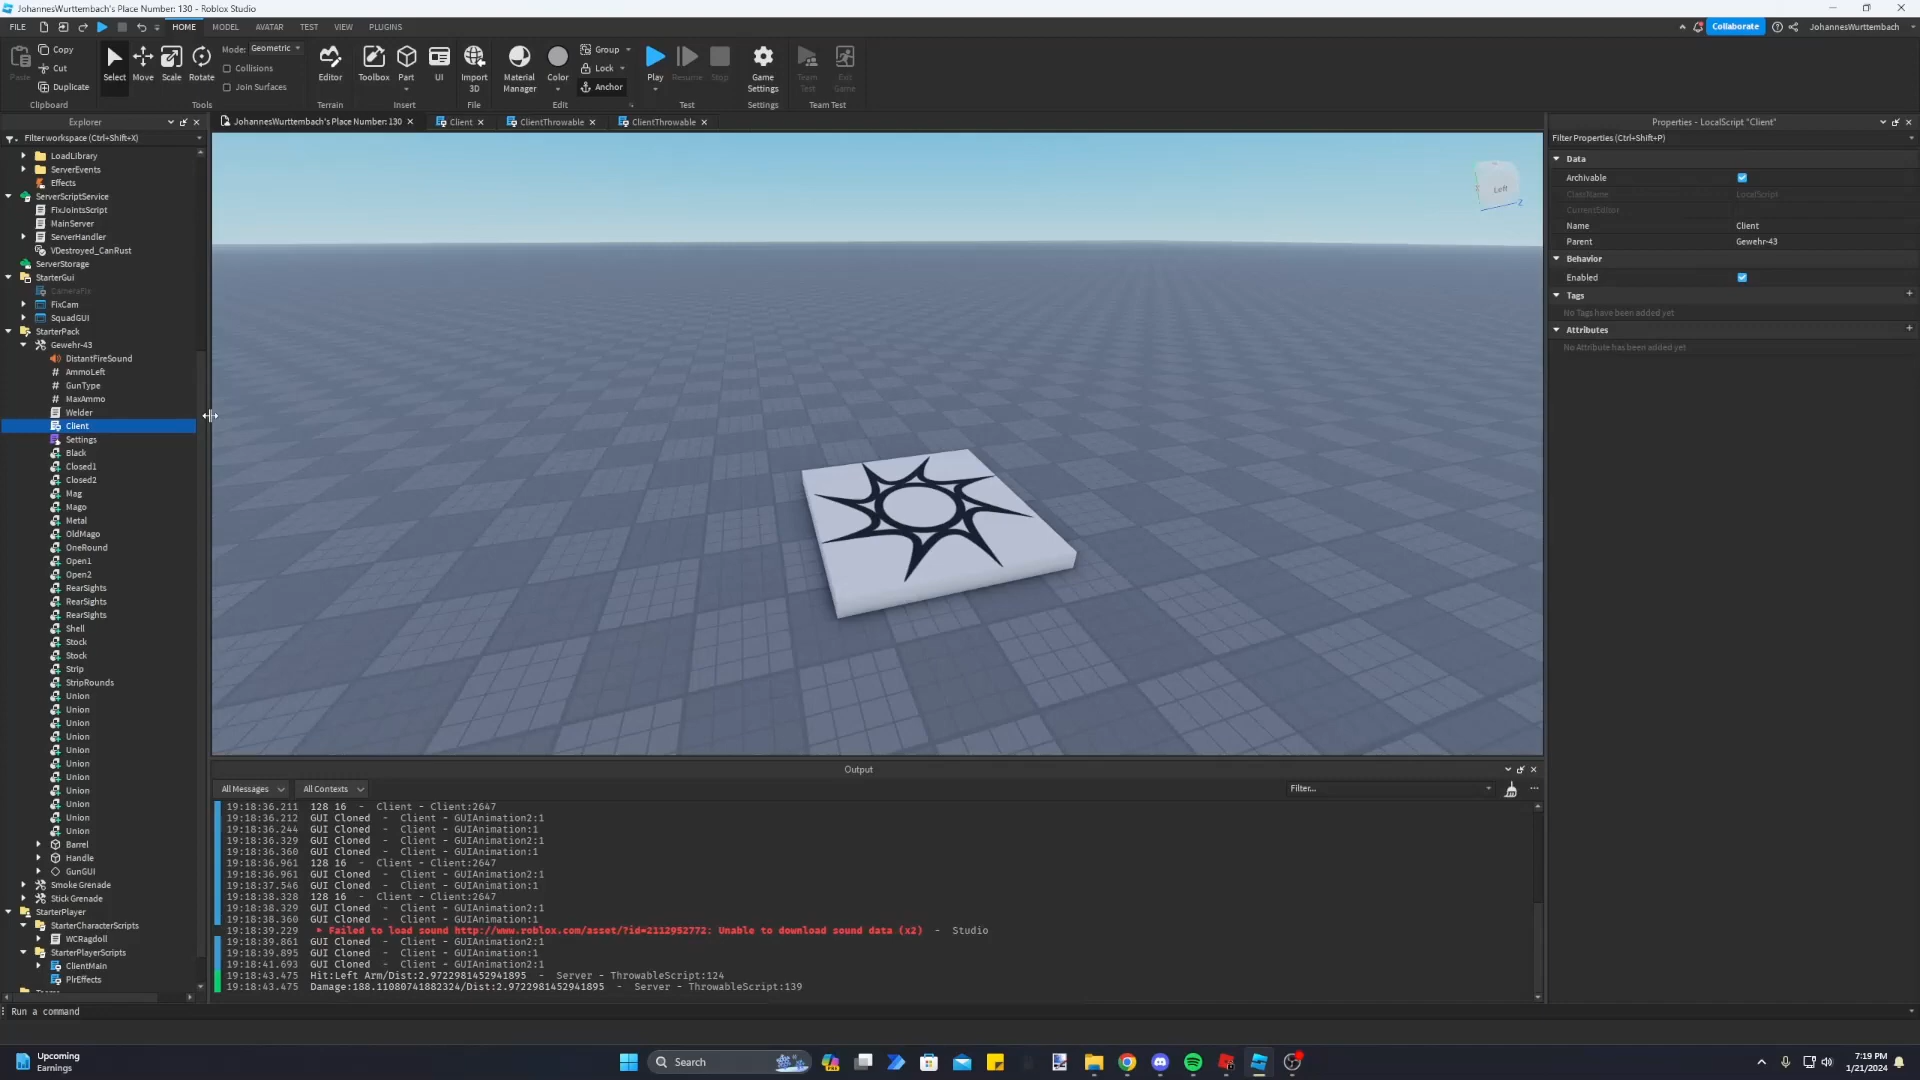 JohannesWurttembach's Place Number: 130 - Roblox Studio
FILE HOME MODEL AVATAR TEST VIEW PLUGINS Collaborate JohannesWurttembach
Paste Copy Cut Duplicate Clipboard
Select Move Scale Rotate Mode: Geometric Collisions Join Surfaces Tools
Editor Terrain
Toolbox Part UI Insert
Import 3D File
Material Manager Color Group Lock Anchor Edit
Play Resume Stop Test
Game Settings Settings
Team Test Exit Game Team Test
Explorer
Filter workspace (Ctrl+Shift+X)
LoadLibrary
ServerEvents
Effects
ServerScriptService
FixJointsScript
MainServer
ServerHandler
VDestroyed_CanRust
ServerStorage
StarterGui
CameraFix
FixCam
SquadGUI
StarterPack
Gewehr-43
DistantFireSound
AmmoLeft
GunType
MaxAmmo
Welder
Client
Settings
Black
Closed1
Closed2
Mag
Mago
Metal
OldMago
OneRound
Open1
Open2
RearSights
RearSights
RearSights
Shell
Stock
Stock
Strip
StripRounds
Union
Union
Union
Union
Union
Union
Union
Union
Union
Union
Union
Barrel
Handle
GunGUI
Smoke Grenade
Stick Grenade
StarterPlayer
StarterCharacterScripts
WCRagdoll
StarterPlayerScripts
ClientMain
PlrEffects
JohannesWurttembach's Place Number: 130 Client ClientThrowable ClientThrowable
Left
Z
Output
All Messages All Contexts Filter...
19:18:36.211 128 16 - Client - Client:2647
19:18:36.212 GUI Cloned - Client - GUIAnimation2:1
19:18:36.244 GUI Cloned - Client - GUIAnimation:1
19:18:36.329 GUI Cloned - Client - GUIAnimation2:1
19:18:36.360 GUI Cloned - Client - GUIAnimation:1
19:18:36.961 128 16 - Client - Client:2647
19:18:36.961 GUI Cloned - Client - GUIAnimation2:1
19:18:37.546 GUI Cloned - Client - GUIAnimation:1
19:18:38.328 128 16 - Client - Client:2647
19:18:38.329 GUI Cloned - Client - GUIAnimation2:1
19:18:38.360 GUI Cloned - Client - GUIAnimation:1
19:18:39.229 Failed to load sound http://www.roblox.com/asset/?id=2112952772: Unable to download sound data (x2) - Studio
19:18:39.861 GUI Cloned - Client - GUIAnimation2:1
19:18:39.895 GUI Cloned - Client - GUIAnimation:1
19:18:41.693 GUI Cloned - Client - GUIAnimation2:1
19:18:43.475 Hit:Left Arm/Dist:2.9722981452941895 - Server - ThrowableScript:124
19:18:43.475 Damage:188.11080741882324/Dist:2.9722981452941895 - Server - ThrowableScript:139
Properties - LocalScript "Client"
Filter Properties (Ctrl+Shift+P)
Data
Archivable
ClassName LocalScript
CurrentEditor
Name Client
Parent Gewehr-43
Behavior
Enabled
Tags
No Tags have been added yet
Attributes
No Attribute has been added yet
Run a command
Upcoming
Earnings
Search
7:19 PM
1/21/2024